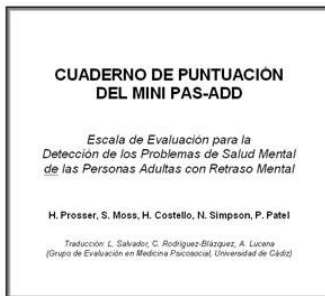 CUADERNO DE PUNTUACIÓN
DEL MINI PAS-ADD
Escala de Evaluación para la
Detección de los Problemas de Salud Mental
de las Personas Adultas con Retraso Mental
H. Prosser, S. Moss, H. Costello, N. Simpson, P. Patel
Traducción: L. Salvador, C. Rodríguez-Blázquez, A. Lucena
(Grupo de Evaluación en Medicina Psicosocial, Universidad de Cádiz)